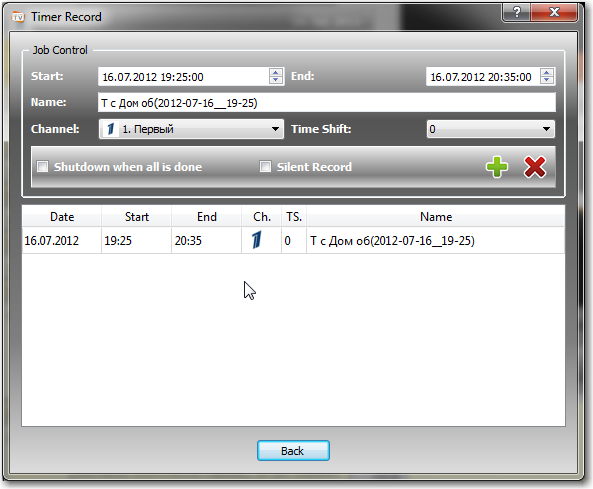 Timer Record
Job Control
Start: 16.07.2012 19:25:00 End: 16.07.2012 20:35:00
Name: Т с Дом об(2012-07-16__19-25)
Channel: 1. Первый Time Shift: 0
Shutdown when all is done Silent Record
Date Start End Ch. TS. Name
16.07.2012 19:25 20:35 0 Т с Дом об(2012-07-16__19-25)
Back